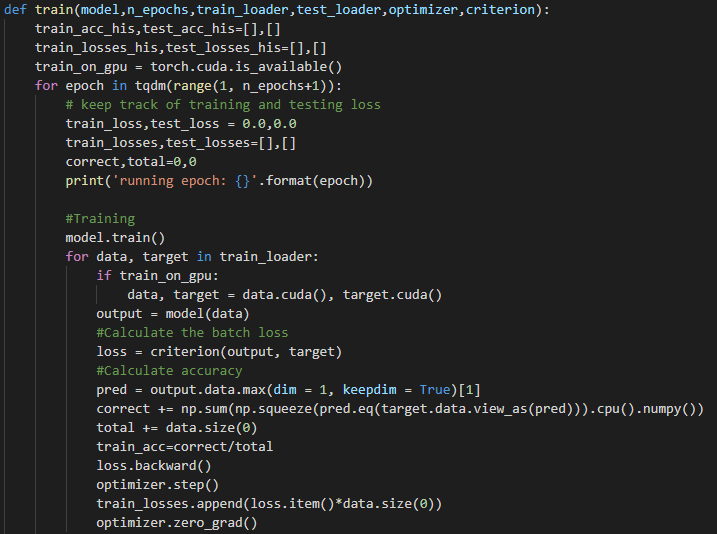 def train(model,n_epochs,train_loader,test_loader,optimizer,criterion):
    train_acc_his,test_acc_his=[],[]
    train_losses_his,test_losses_his=[],[]
    train_on_gpu = torch.cuda.is_available()
    for epoch in tqdm(range(1, n_epochs+1)):
        # keep track of training and testing loss
        train_loss,test_loss = 0.0,0.0
        train_losses,test_losses=[],[]
        correct,total=0,0
        print('running epoch: {}'.format(epoch))

        #Training
        model.train()
        for data, target in train_loader:
            if train_on_gpu:
                data, target = data.cuda(), target.cuda()
            output = model(data)
            #Calculate the batch loss
            loss = criterion(output, target)
            #Calculate accuracy
            pred = output.data.max(dim = 1, keepdim = True)[1]
            correct += np.sum(np.squeeze(pred.eq(target.data.view_as(pred))).cpu().numpy())
            total += data.size(0)
            train_acc=correct/total
            loss.backward()
            optimizer.step()
            train_losses.append(loss.item()*data.size(0))
            optimizer.zero_grad()